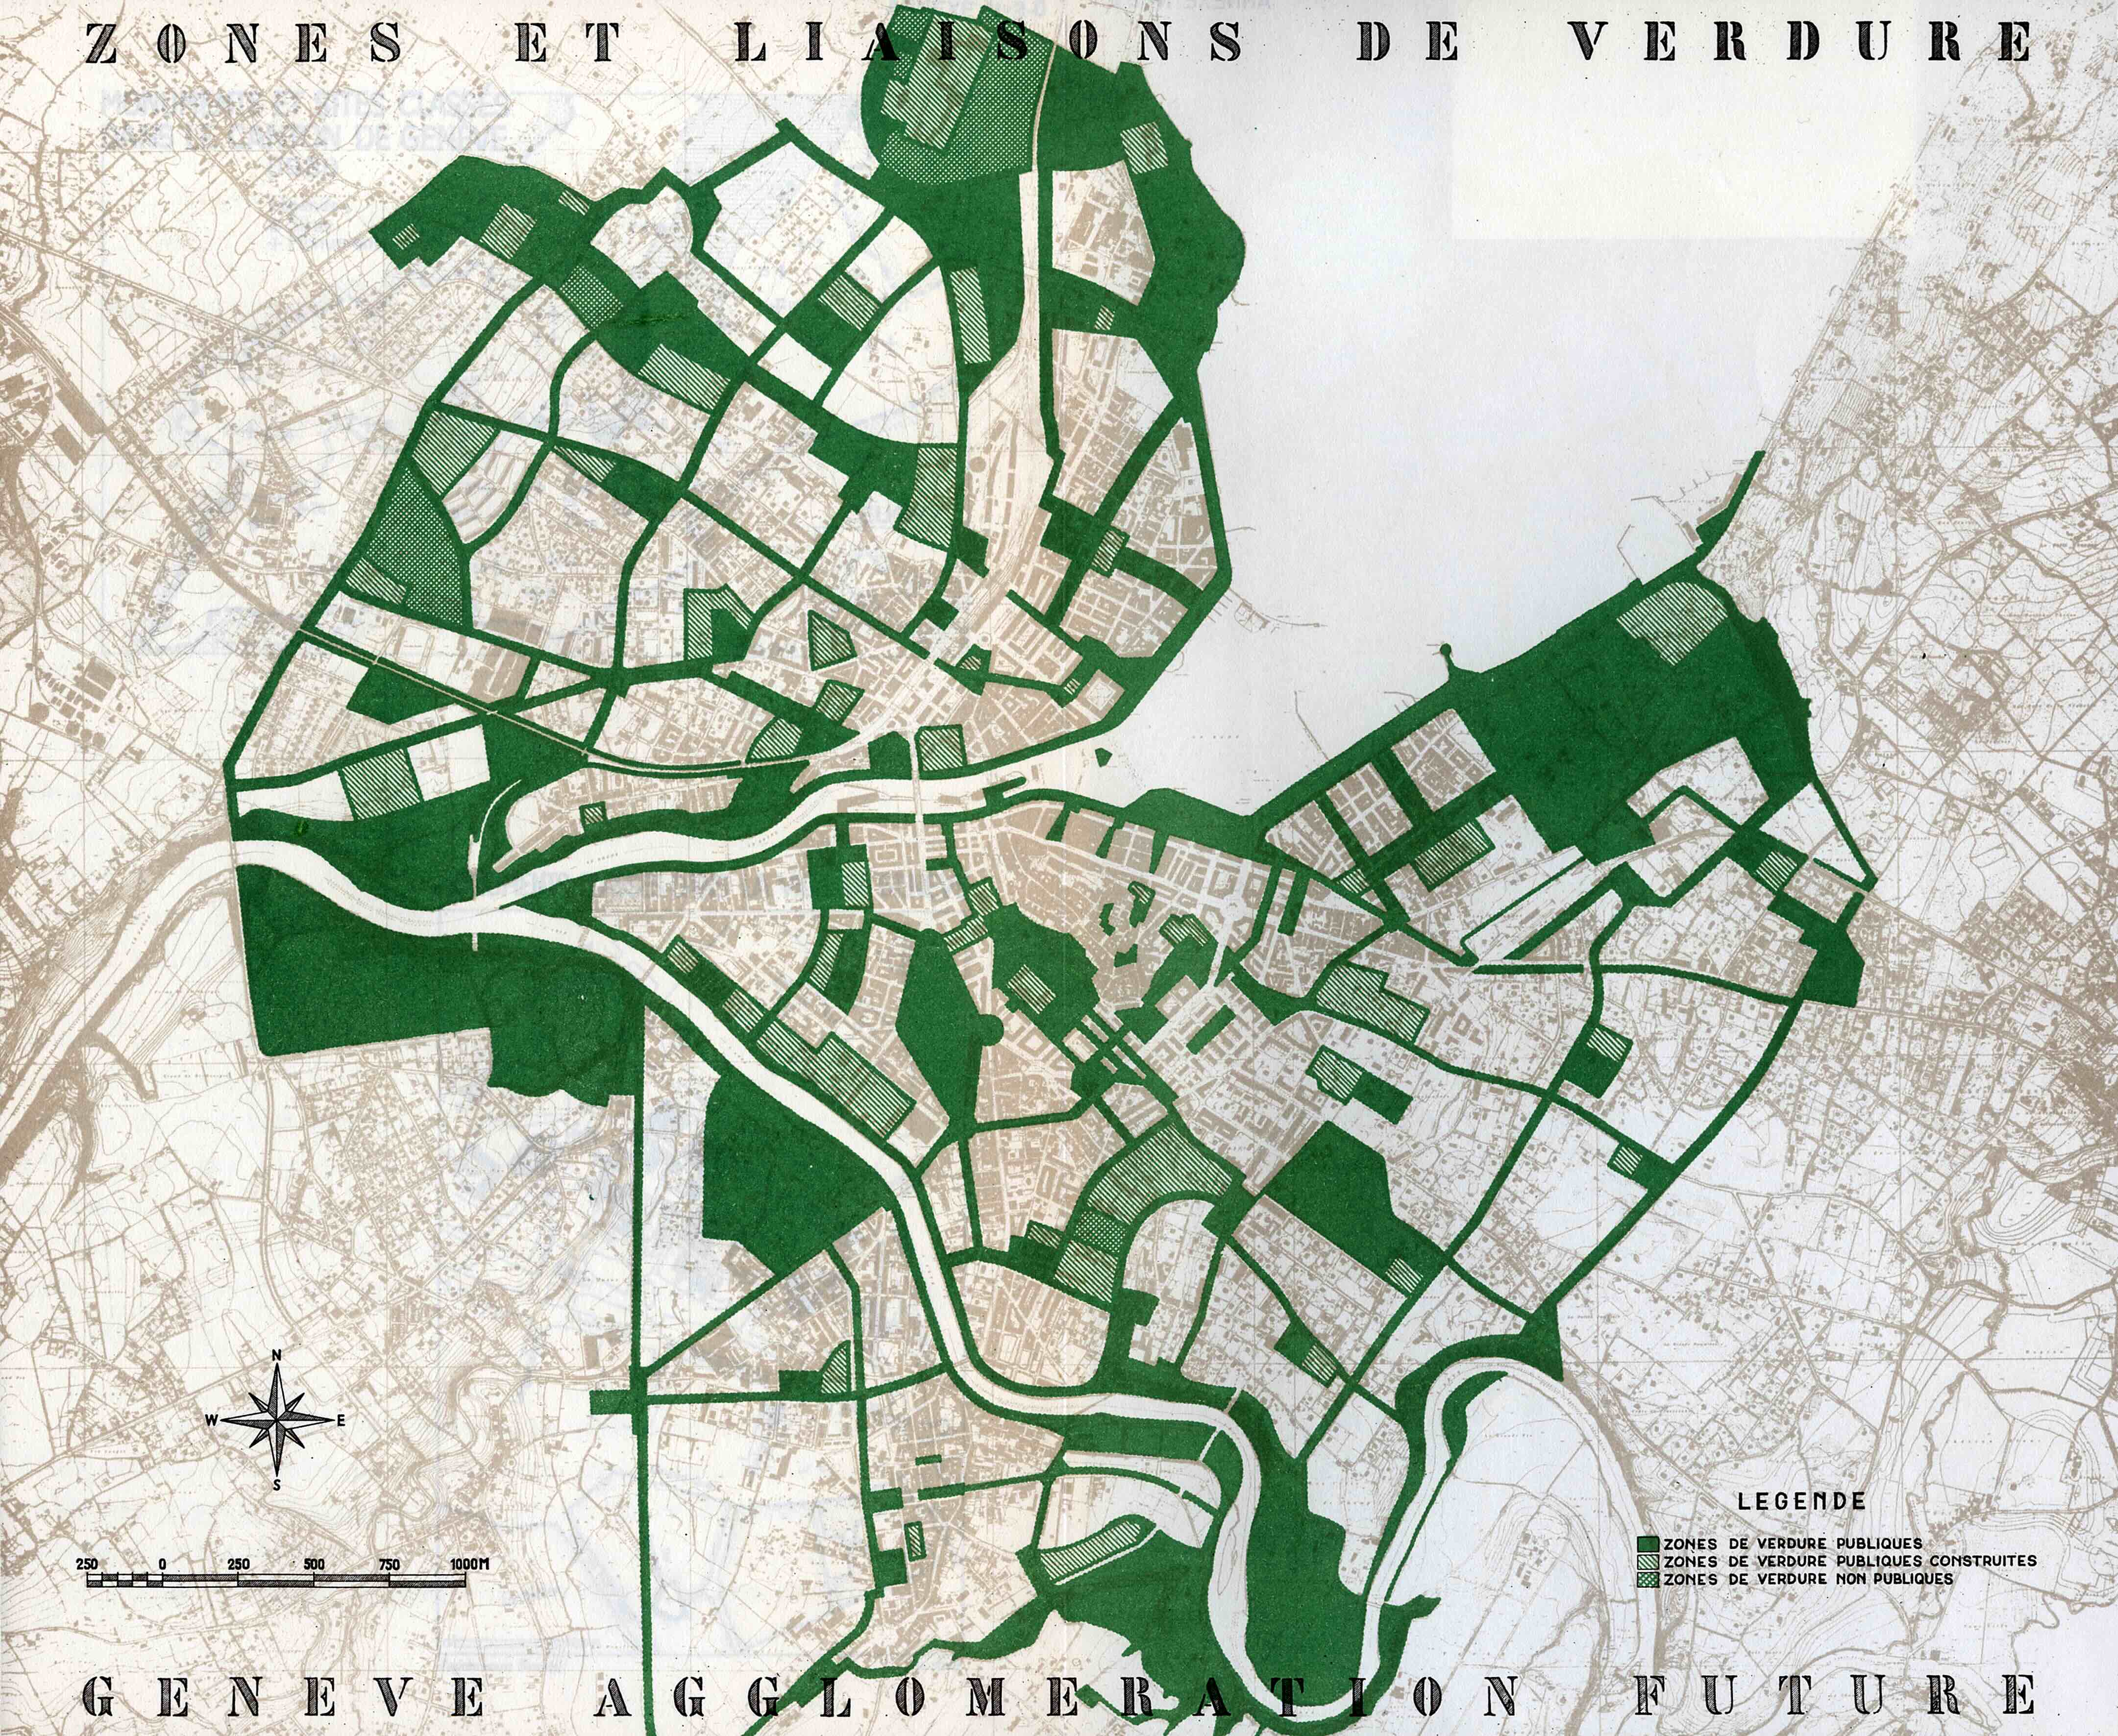 ZONES ET LIAISONS DE VERDURE
N
W E
S
250 0 250 500 750 1000M
LEGENDE
ZONES DE VERDURE PUBLIQUES
ZONES DE VERDURE PUBLIQUES CONSTRUITES
ZONES DE VERDURE NON PUBLIQUES
GENEVE AGGLOMERATION FUTURE